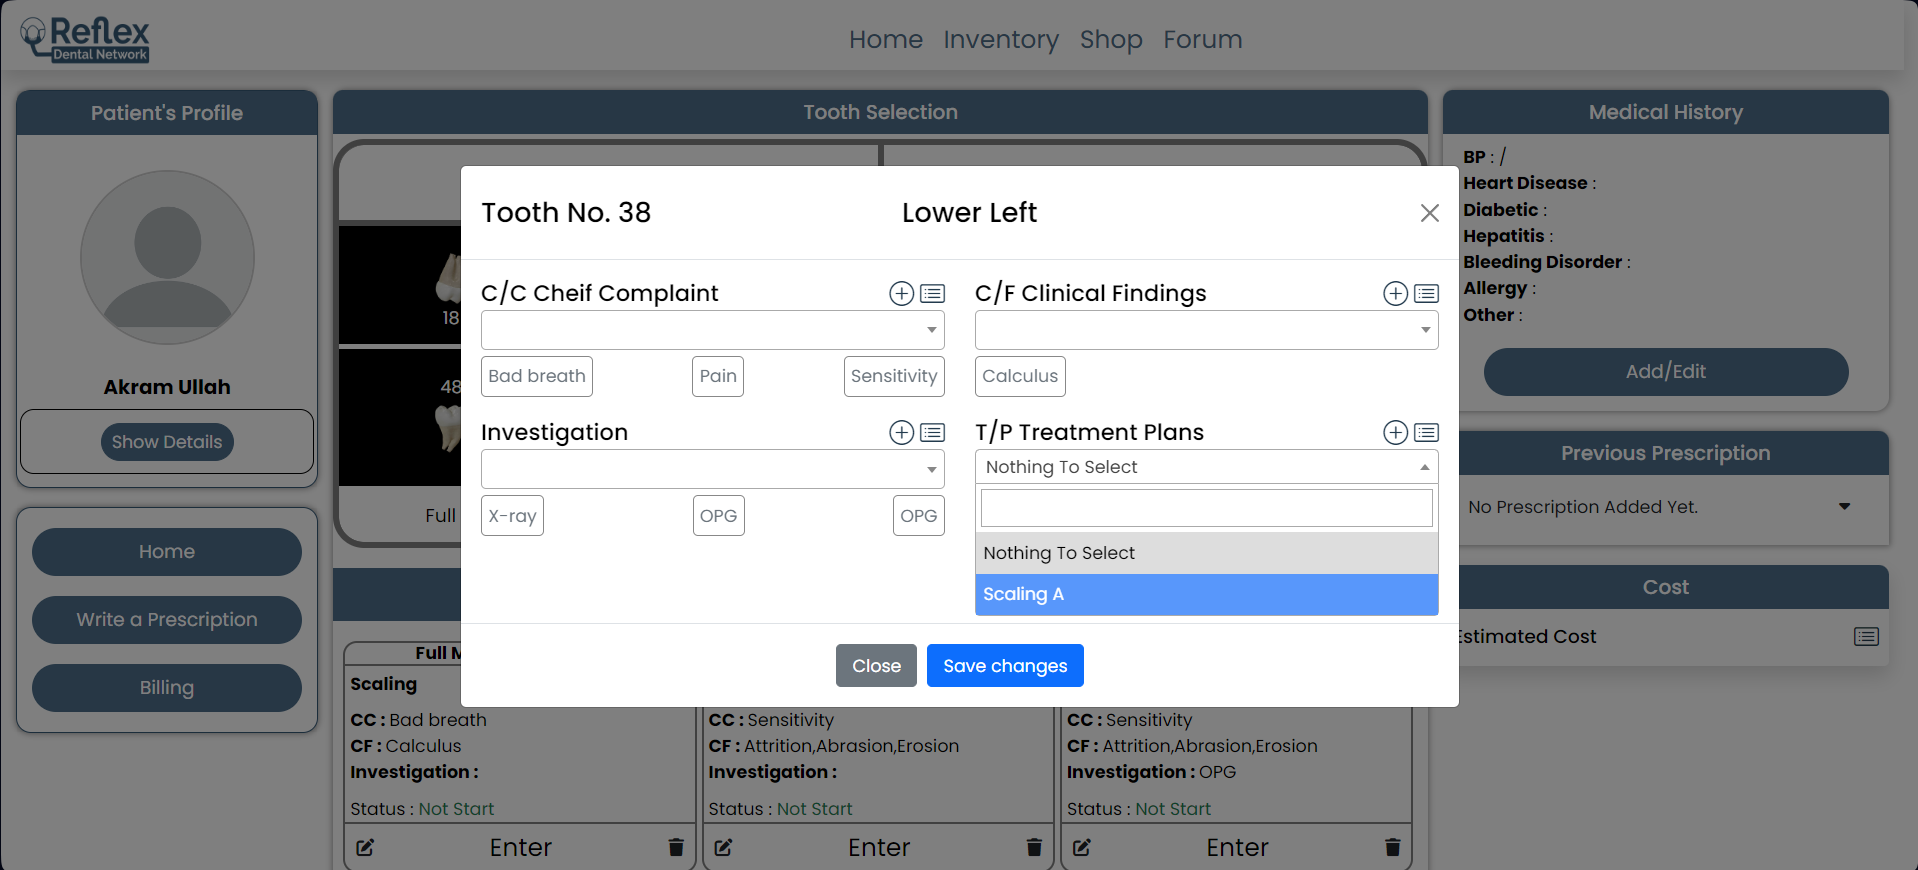 Reflex
Dental Network
Home Inventory Shop Forum
Patient's Profile
Akram Ullah
Show Details
Home
Write a Prescription
Billing
Tooth Selection
18
48
Full
Tooth No. 38
Lower Left
C/C Cheif Complaint
Bad breath Pain Sensitivity
C/F Clinical Findings
Calculus
Investigation
X-ray OPG OPG
T/P Treatment Plans
Nothing To Select
Nothing To Select
Scaling A
Close Save changes
Full M
Scaling
CC : Bad breath
CF : Calculus
Investigation :
Status : Not Start
Enter
CC : Sensitivity
CF : Attrition,Abrasion,Erosion
Investigation :
Status : Not Start
Enter
CC : Sensitivity
CF : Attrition,Abrasion,Erosion
Investigation : OPG
Status : Not Start
Enter
Medical History
BP : /
Heart Disease :
Diabetic :
Hepatitis :
Bleeding Disorder :
Allergy :
Other :
Add/Edit
Previous Prescription
No Prescription Added Yet.
Cost
Estimated Cost